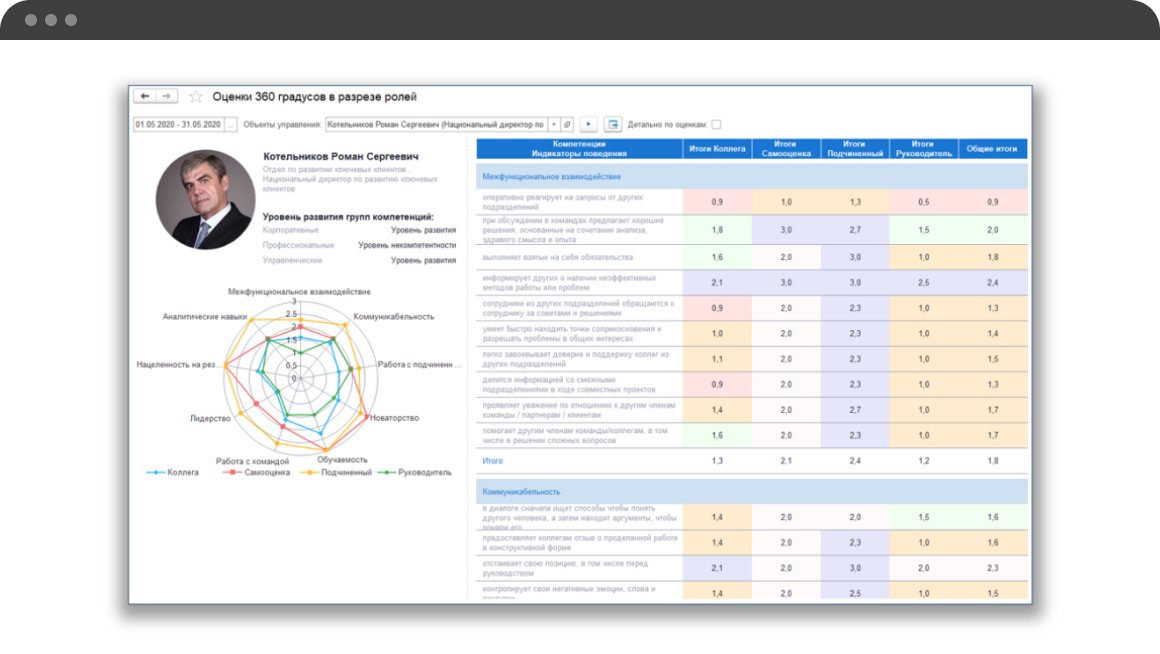 Оценки 360 градусов в разрезе ролей
01.05.2020 - 31.05.2020 ... Объекты управления: Котельников Роман Сергеевич (Национальный директор по Детально по оценкам:
Котельников Роман Сергеевич
Отдел по развитию ключевых клиентов ,
Национальный директор по развитию ключевых
клиентов
Уровень развития групп компетенций:
Корпоративные Уровень развития
Профессиональные Уровень некомпетентности
Управленческие Уровень развития
Межфункциональное взаимодействие
Аналитические навыки
Коммуникабельность
Нацеленность на рез...
Работа с подчиненн ...
Лидерство
Новаторство
Работа с командой
Обучаемость
3
2.5
2
1.5
1
0.5
0
Коллега Самооценка Подчиненный Руководитель
Компетенции
Индикаторы поведения
Итоги Коллега
Итоги
Самооценка
Итоги
Подчиненный
Итоги
Руководитель
Общие итоги
Межфункциональное взаимодействие
оперативно реагирует на запросы от других
подразделений
0,9 1,0 1,3 0,5 0,9
при обсуждении в командах предлагает хорошие
решения, основанные на сочетании анализа,
здравого смысла и опыта
1,8 3,0 2,7 1,5 2,0
выполняет взятые на себя обязательства
1,6 2,0 3,0 1,0 1,8
информирует других о наличии неэффективных
методов работы или проблем
2,1 3,0 3,0 2,5 2,4
сотрудники из других подразделений обращаются к
сотруднику за советами и решениями
0,9 2,0 2,3 1,0 1,3
умеет быстро находить точки соприкосновения и
разрешать проблемы в общих интересах
1,0 2,0 2,3 1,0 1,4
легко завоевывает доверие и поддержку коллег из
других подразделений
1,1 2,0 2,3 1,0 1,5
делится информацией со смежными
подразделениями в ходе совместных проектов
0,9 2,0 2,3 1,0 1,3
проявляет уважение по отношению к другим членам
команды / партнерам / клиентам
1,4 2,0 2,7 1,0 1,7
помогает другим членам команды/коллегам, в том
числе в решении сложных вопросов
1,6 2,0 2,3 1,0 1,7
Итого 1,3 2,1 2,4 1,2 1,8
Коммуникабельность
в диалоге сначала ищет способы чтобы понять
другого человека, а затем находит аргументы, чтобы
поняли его
1,4 2,0 2,0 1,5 1,6
предоставляет коллегам отзыв о проделанной работе
в конструктивной форме
1,4 2,0 2,3 1,0 1,6
отстаивает свою позицию, в том числе перед
руководством
2,1 2,0 3,0 2,0 2,3
контролирует свои негативные эмоции, слова и
1,4 2,0 2,5 1,0 1,5